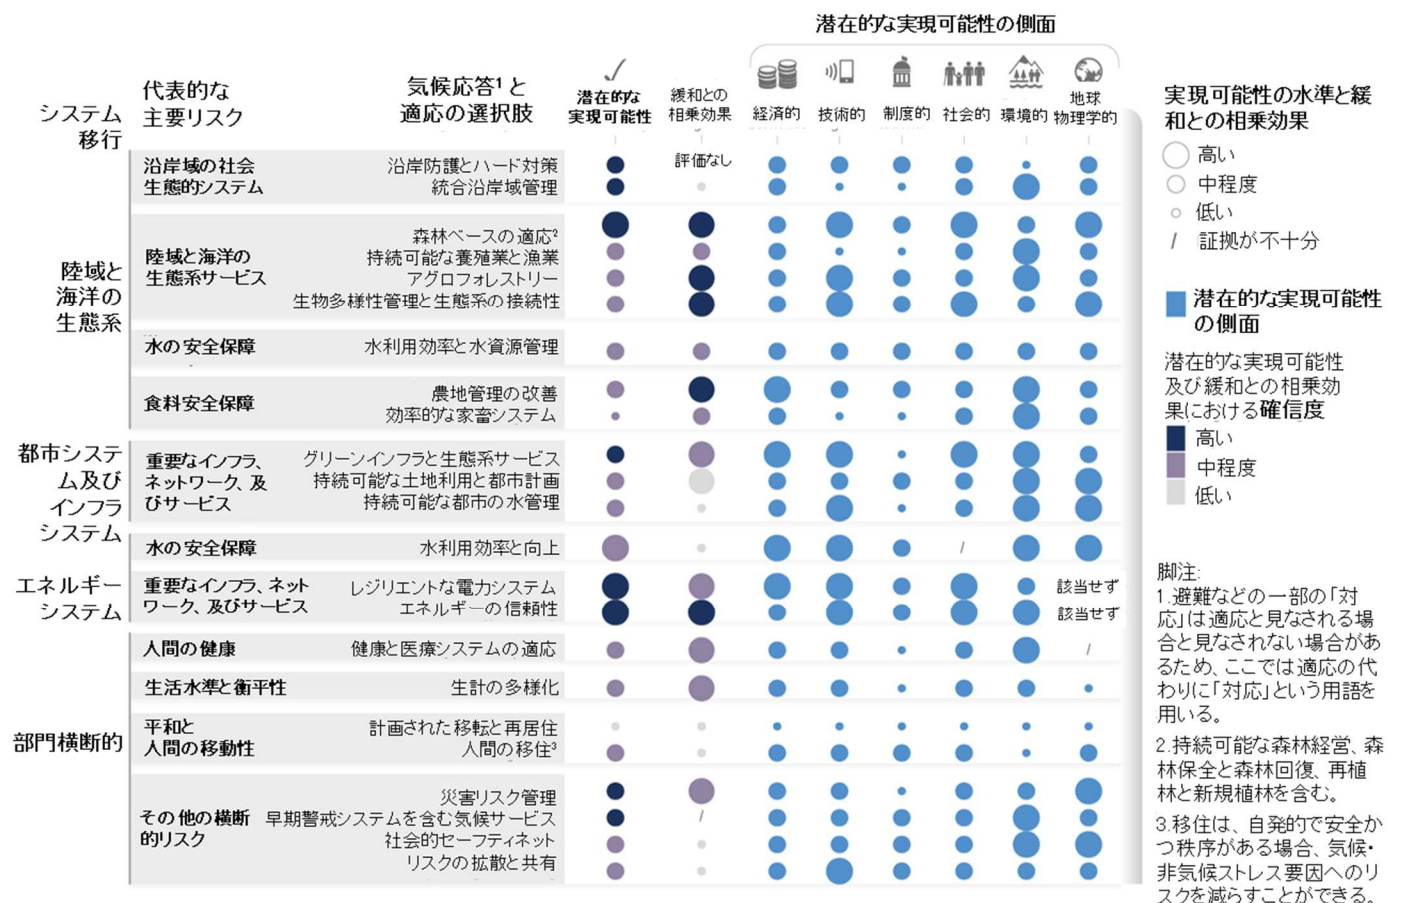 潜在的な実現可能性の側面
システム
移行
代表的な
主要リスク
気候応答¹と
適応の選択肢
潜在的な
実現可能性
緩和との
相乗効果
経済的
技術的
制度的
社会的
環境的
地球
物理学的
陸域と
海洋の
生態系
沿岸域の社会
生態的システム
沿岸防護とハード対策
評価なし
統合沿岸域管理
陸域と海洋の
生態系サービス
森林ベースの適応²
持続可能な養殖業と漁業
アグロフォレストリー
生物多様性管理と生態系の接続性
水の安全保障
水利用効率と水資源管理
食料安全保障
農地管理の改善
効率的な家畜システム
都市システ
ム及び
インフラ
システム
重要なインフラ、
ネットワーク、及
びサービス
グリーンインフラと生態系サービス
持続可能な土地利用と都市計画
持続可能な都市の水管理
水の安全保障
水利用効率と向上
/
エネルギー
システム
重要なインフラ、ネット
ワーク、及びサービス
レジリエントな電力システム
該当せず
エネルギーの信頼性
該当せず
部門横断的
人間の健康
健康と医療システムの適応
/
生活水準と衡平性
生計の多様化
平和と
人間の移動性
計画された移転と再居住
人間の移住³
その他の横断
的リスク
災害リスク管理
早期警戒システムを含む気候サービス
/
社会的セーフティネット
リスクの拡散と共有
実現可能性の水準と緩
和との相乗効果
高い
中程度
低い
/ 証拠が不十分
潜在的な実現可能性
の側面
潜在的な実現可能性
及び緩和との相乗効
果における確信度
高い
中程度
低い
脚注:
1.避難などの一部の「対
応」は適応と見なされる場
合と見なされない場合があ
るため、ここでは適応の代
わりに「対応」という用語を
用いる。
2.持続可能な森林経営、森
林保全と森林回復、再植
林と新規植林を含む。
3.移住は、自発的で安全か
つ秩序がある場合、気候・
非気候ストレス要因へのリ
スクを減らすことができる。